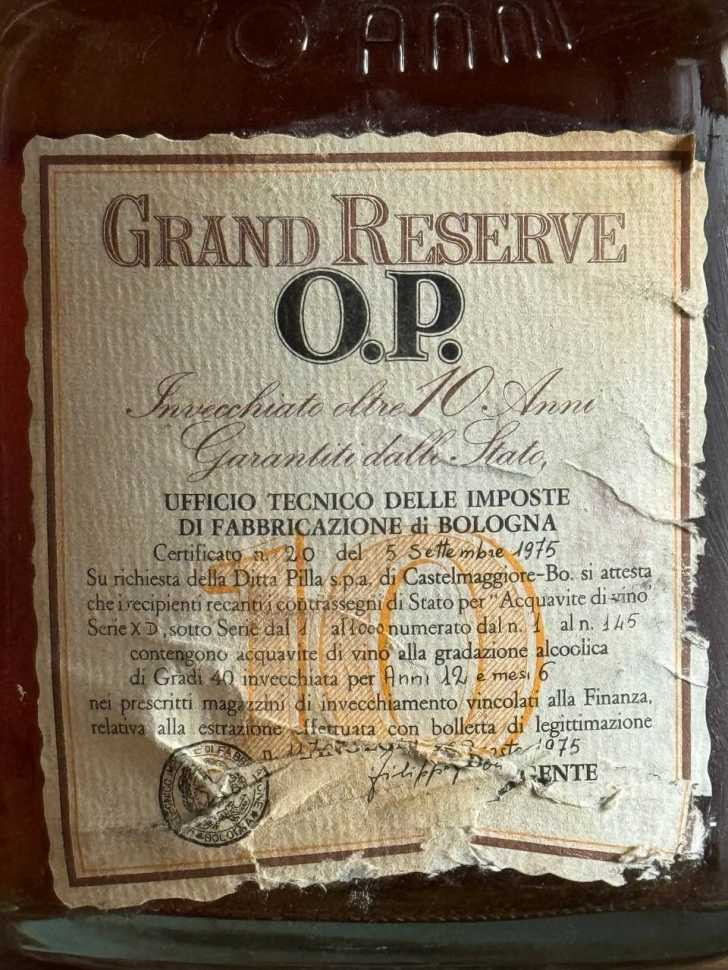 10 ANNI
GRAND RESERVE
O.P.
Invecchiato oltre 10 Anni
Garantiti dallo Stato,
UFFICIO TECNICO DELLE IMPOSTE
DI FABBRICAZIONE di BOLOGNA
Certificato n. 20 del 5 Settembre 1975
Su richiesta della Ditta Pilla s.p.a. di Castelmaggiore-Bo. si attesta
che i recipienti recanti i contrassegni di Stato per "Acquavite di vino"
Serie XD, sotto Serie dal 1 al 1000 numerato dal n. 1 al n. 145
contengono acquavite di vino alla gradazione alcoolica
di Gradi 40 invecchiata per Anni 12 e mesi 6
nei prescritti magazzini di invecchiamento vincolati alla Finanza,
relativa alla estrazione effettuata con bolletta di legittimazione
n. 1975
Filippo
BOLOGNA
10